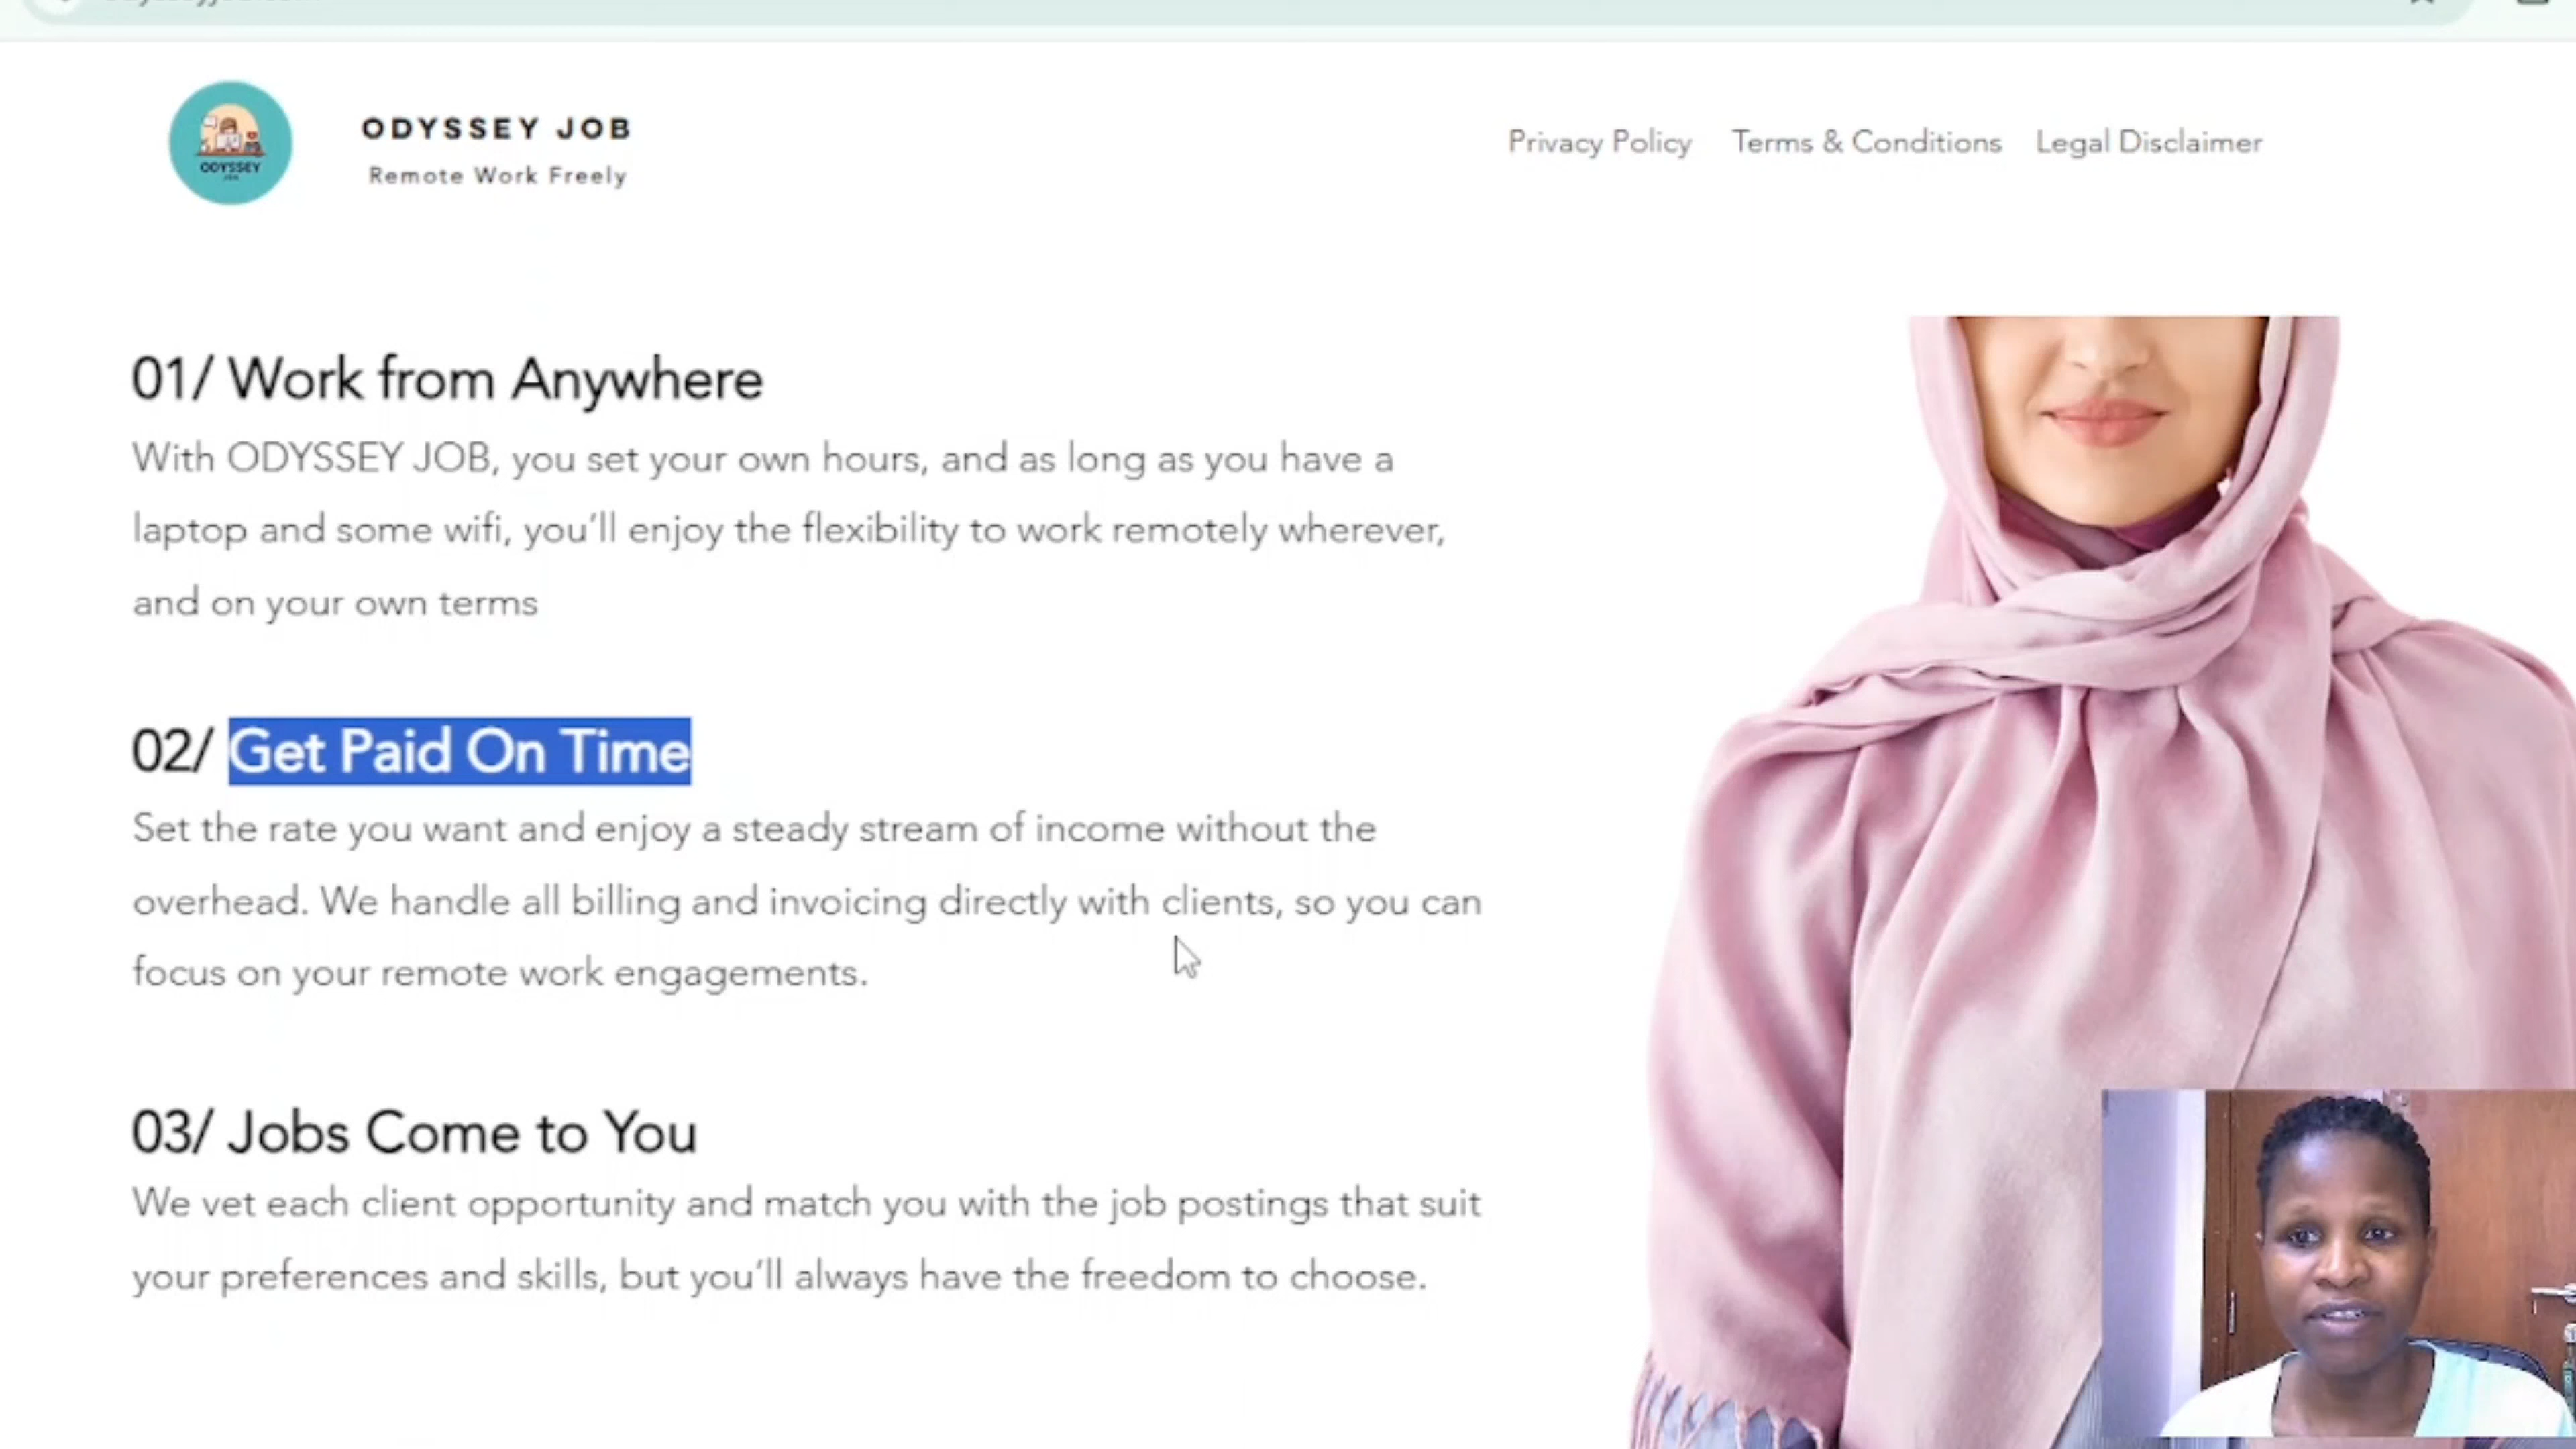 ODYSSEY
ODYSSEY JOB
Remote Work Freely
Privacy Policy
Terms & Conditions
Legal Disclaimer
01/ Work from Anywhere
With ODYSSEY JOB, you set your own hours, and as long as you have a
laptop and some wifi, you’ll enjoy the flexibility to work remotely wherever,
and on your own terms
02/ Get Paid On Time
Set the rate you want and enjoy a steady stream of income without the
overhead. We handle all billing and invoicing directly with clients, so you can
focus on your remote work engagements.
03/ Jobs Come to You
We vet each client opportunity and match you with the job postings that suit
your preferences and skills, but you’ll always have the freedom to choose.